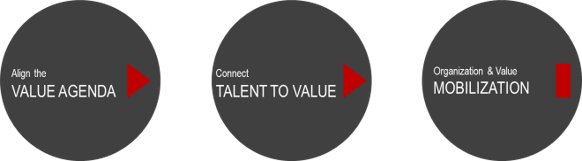 Align the
VALUE AGENDA
Connect
TALENT TO VALUE
Organization & Value
MOBILIZATION